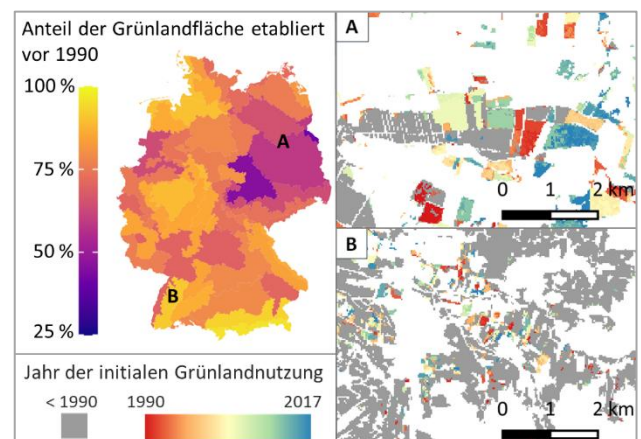 Anteil der Grünlandfläche etabliert
vor 1990
100 %
75 %
50 %
25 %
A
B
Jahr der initialen Grünlandnutzung
< 1990
1990
2017
A
0 1 2 km
B
0 1 2 km